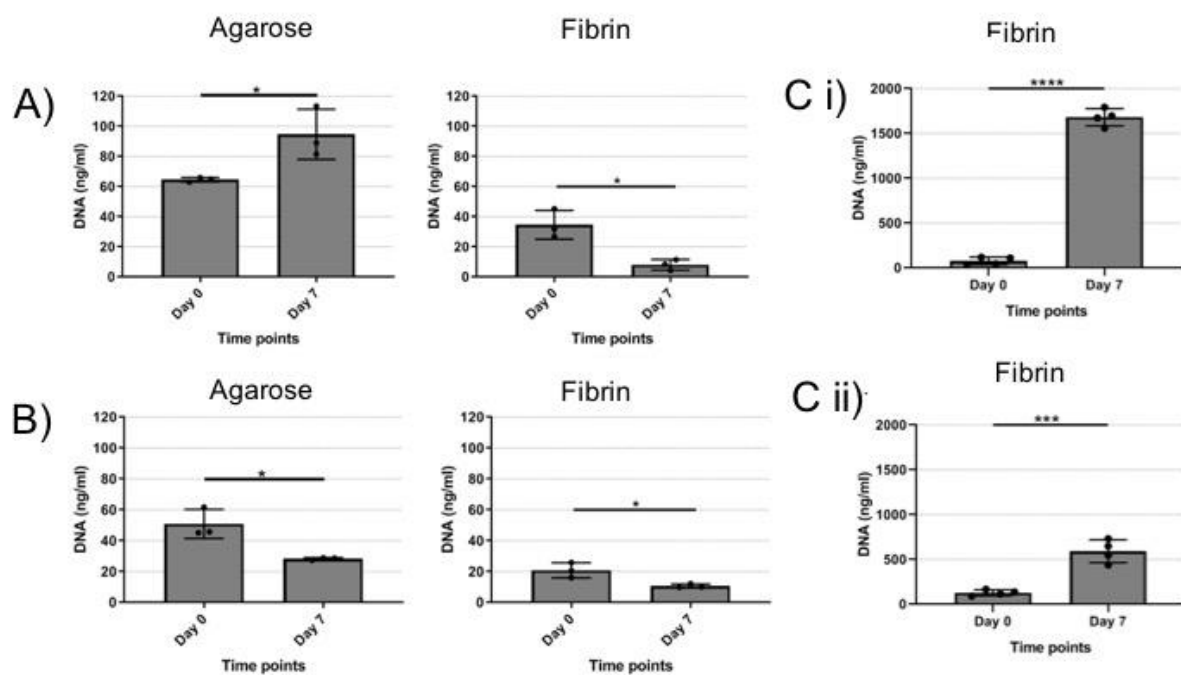 Agarose
Fibrin
Fibrin
A)
C i)
120
100
80
60
40
20
0
DNA (ng/ml)
*
Day 0
Day 7
Time points
120
100
80
60
40
20
0
DNA (ng/ml)
*
Day 0
Day 7
Time points
2000
1500
1000
500
0
DNA (ng/ml)
****
Day 0
Day 7
Time points
Agarose
Fibrin
Fibrin
B)
C ii)
120
100
80
60
40
20
0
DNA (ng/ml)
*
Day 0
Day 7
Time points
120
100
80
60
40
20
0
DNA (ng/ml)
*
Day 0
Day 7
Time points
2000
1500
1000
500
0
DNA (ng/ml)
***
Day 0
Day 7
Time points